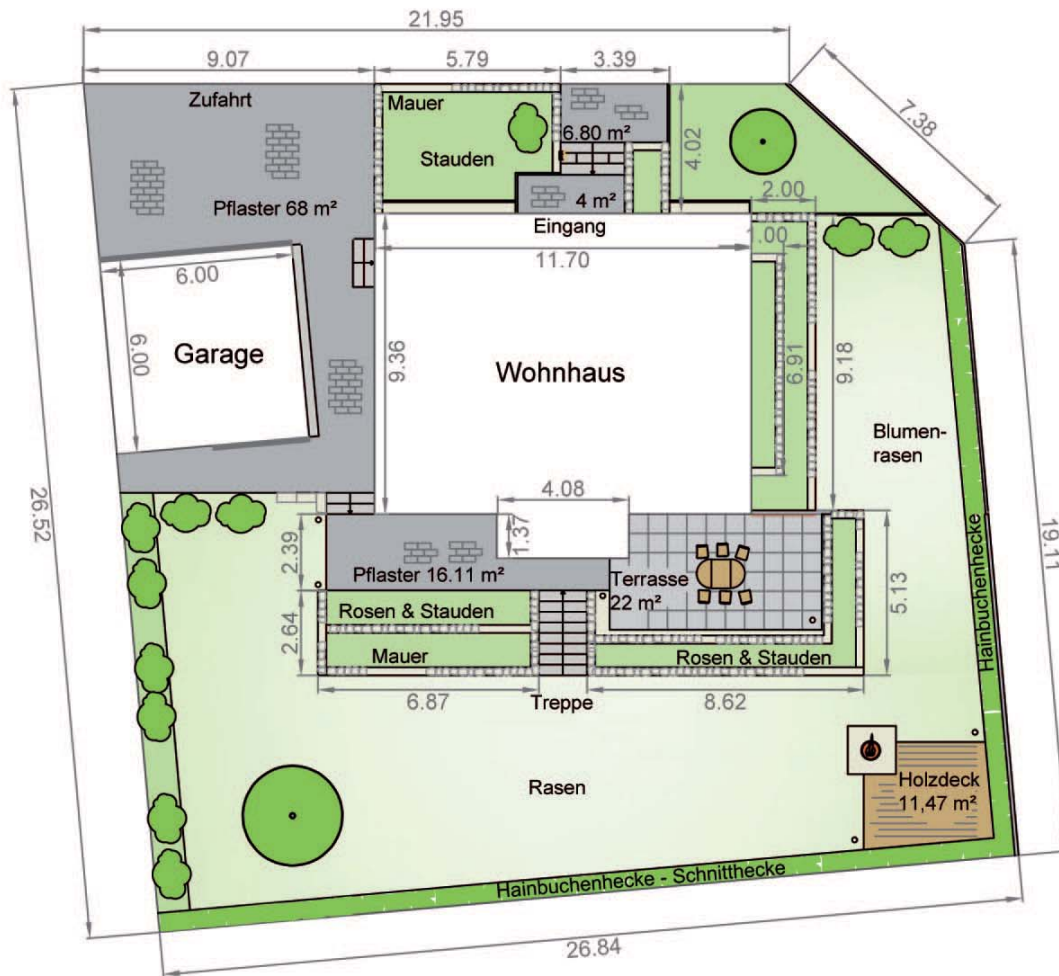 21.95
9.07
5.79
3.39
7.38
Zufahrt
Mauer
6.80 m²
Stauden
4.02
2.00
Pflaster 68 m²
4 m²
Eingang
1.00
11.70
6.00
6.00
Garage
9.36
Wohnhaus
6.91
9.18
Blumen-
rasen
26.52
4.08
1.37
2.39
Pflaster 16.11 m²
Terrasse
22 m²
5.13
19.11
Hainbuchenhecke
Rosen & Stauden
2.64
Mauer
Rosen & Stauden
6.87
Treppe
8.62
Rasen
Holzdeck
11,47 m²
Hainbuchenhecke - Schnitthecke
26.84